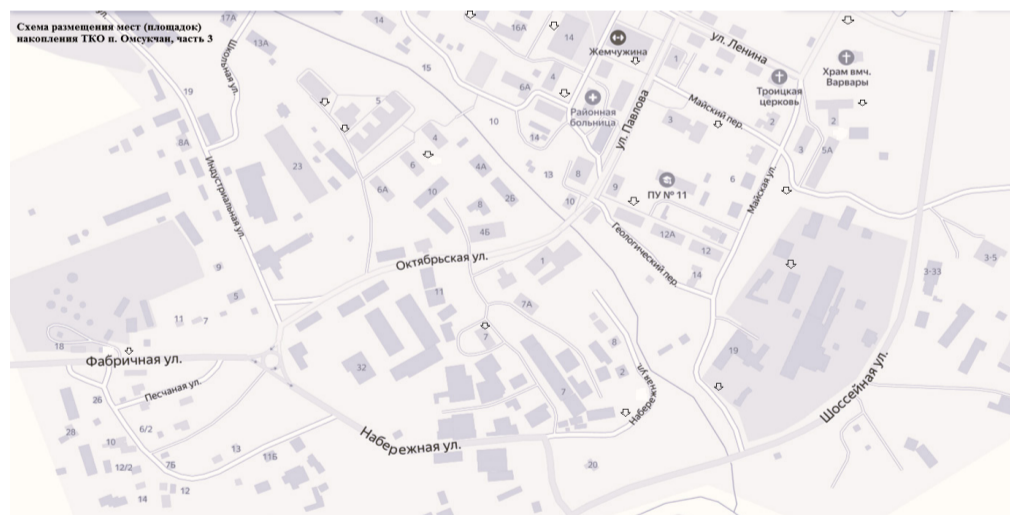 Схема размещения мест (площадок)
накопления ТКО п. Омсукчан, часть 3
17А
14
16А
14
Жемчужина
1
ул. Ленина
Троицкая
церковь
Храм вмч.
Варвары
13А
15
4
6А
Районная
больница
ул. Павлова
Майский пер.
3
2
2
19
5
10
14
8А
4
3
5А
23
6
4А
13
8
9
ПУ № 11
6
Майская ул.
Индустриальная ул.
6А
10
8
2Б
10
4Б
12А
12
Геологический пер.
14
Октябрьская ул.
1
9
5
11
7А
3-33
3-5
11
7
18
Фабричная ул.
7
8
19
32
2
7
Набережная ул.
Шоссейная ул.
Песчаная ул.
26
28
6/2
10
13
11Б
Набережная ул.
12/2
7Б
20
14
12